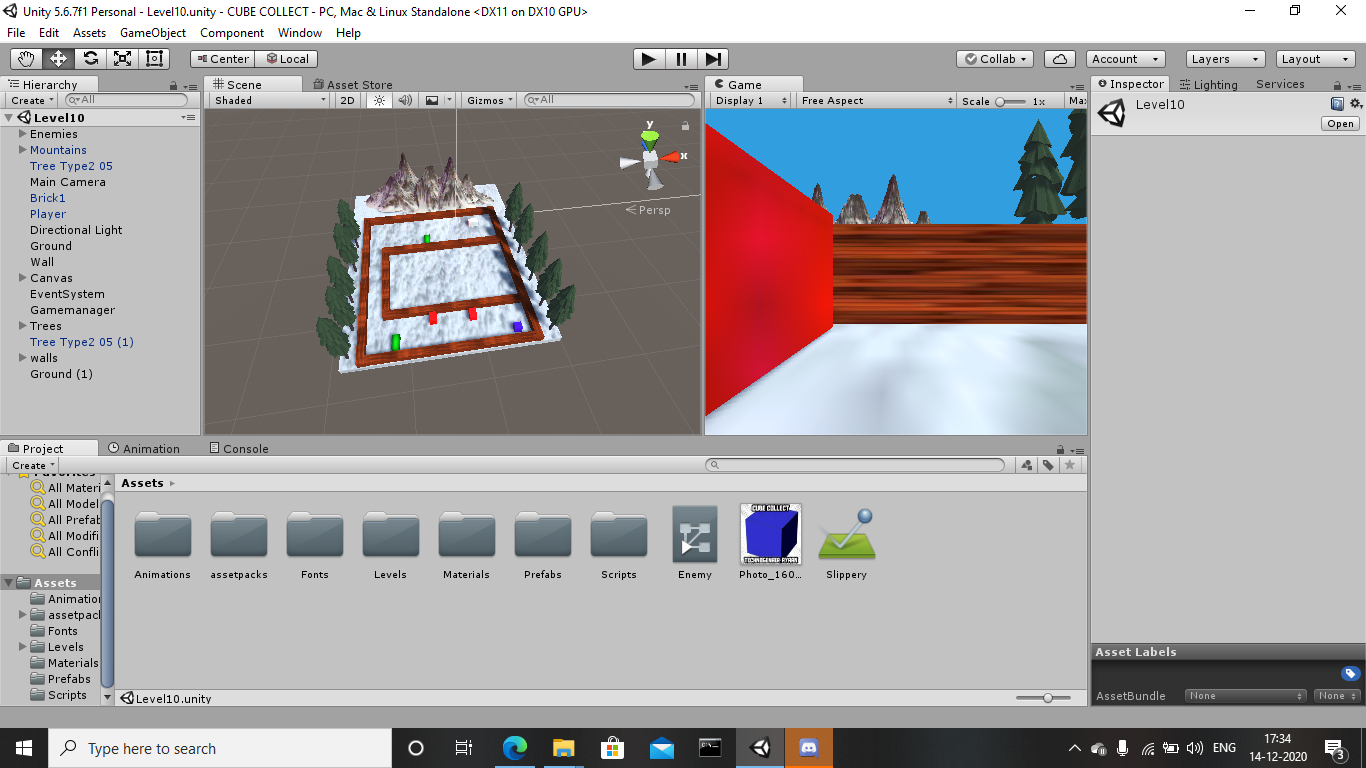 Unity 5.6.7f1 Personal - Level10.unity - CUBE COLLECT - PC, Mac & Linux Standalone <DX11 on DX10 GPU>
File Edit Assets GameObject Component Window Help
Center Local
Collab
Account
Layers
Layout
Hierarchy
Create
All
Level10
Enemies
Mountains
Tree Type2 05
Main Camera
Brick1
Player
Directional Light
Ground
Wall
Canvas
EventSystem
Gamemanager
Trees
Tree Type2 05 (1)
walls
Ground (1)
Scene Asset Store
Shaded 2D Gizmos All
y
x
Persp
Game
Display 1 Free Aspect Scale 1x Max
Inspector Lighting Services
Level10
Open
Project Animation Console
Create
Favorites
All Materi
All Model
All Prefab
All Modifi
All Confli
Assets
Animation
assetpack
Fonts
Levels
Materials
Prefabs
Scripts
Assets
CUBE COLLECT
Animations assetpacks Fonts Levels Materials Prefabs Scripts Enemy Photo_160... Slippery
Level10.unity
Asset Labels
AssetBundle None None
Type here to search
ENG
17:34
14-12-2020
3